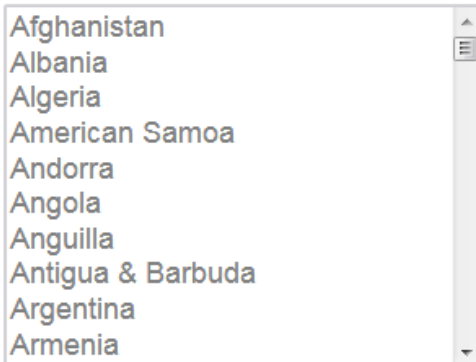 Afghanistan
Albania
Algeria
American Samoa
Andorra
Angola
Anguilla
Antigua & Barbuda
Argentina
Armenia